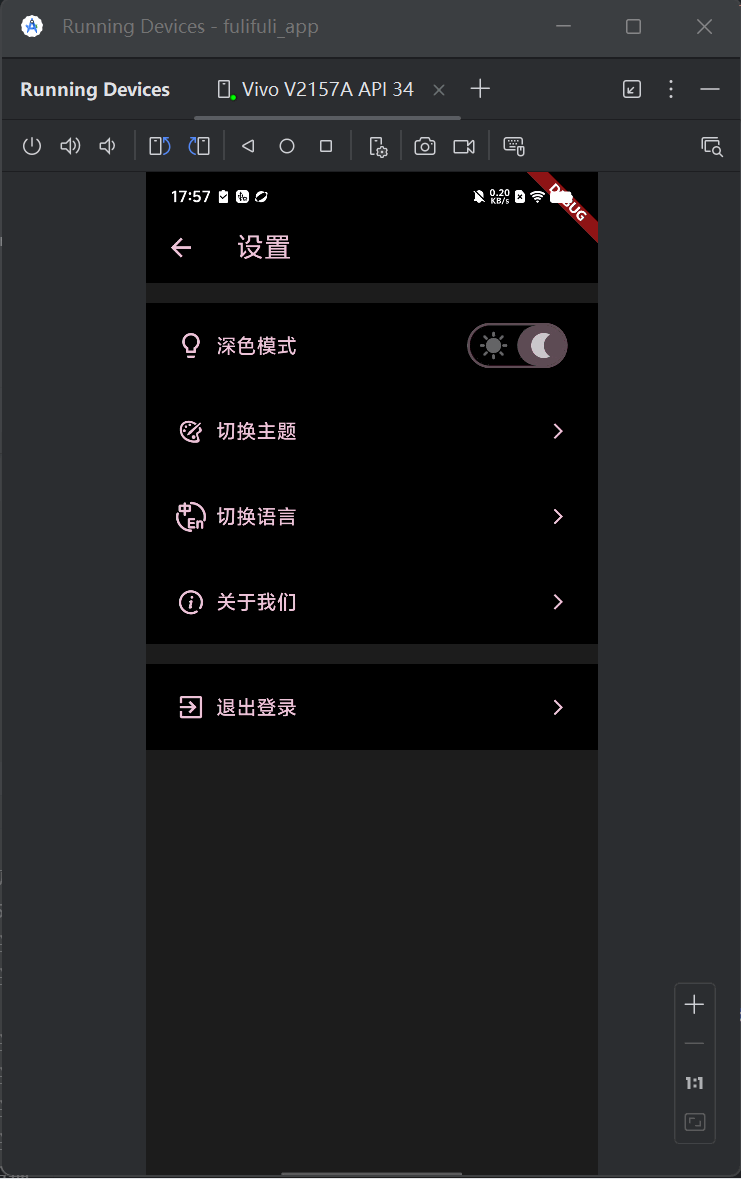 Running Devices - fulifuli_app
Running Devices
Vivo V2157A API 34
17:57
0.20
KB/s
DEBUG
设置
深色模式
切换主题
中
En
切换语言
关于我们
退出登录
1:1